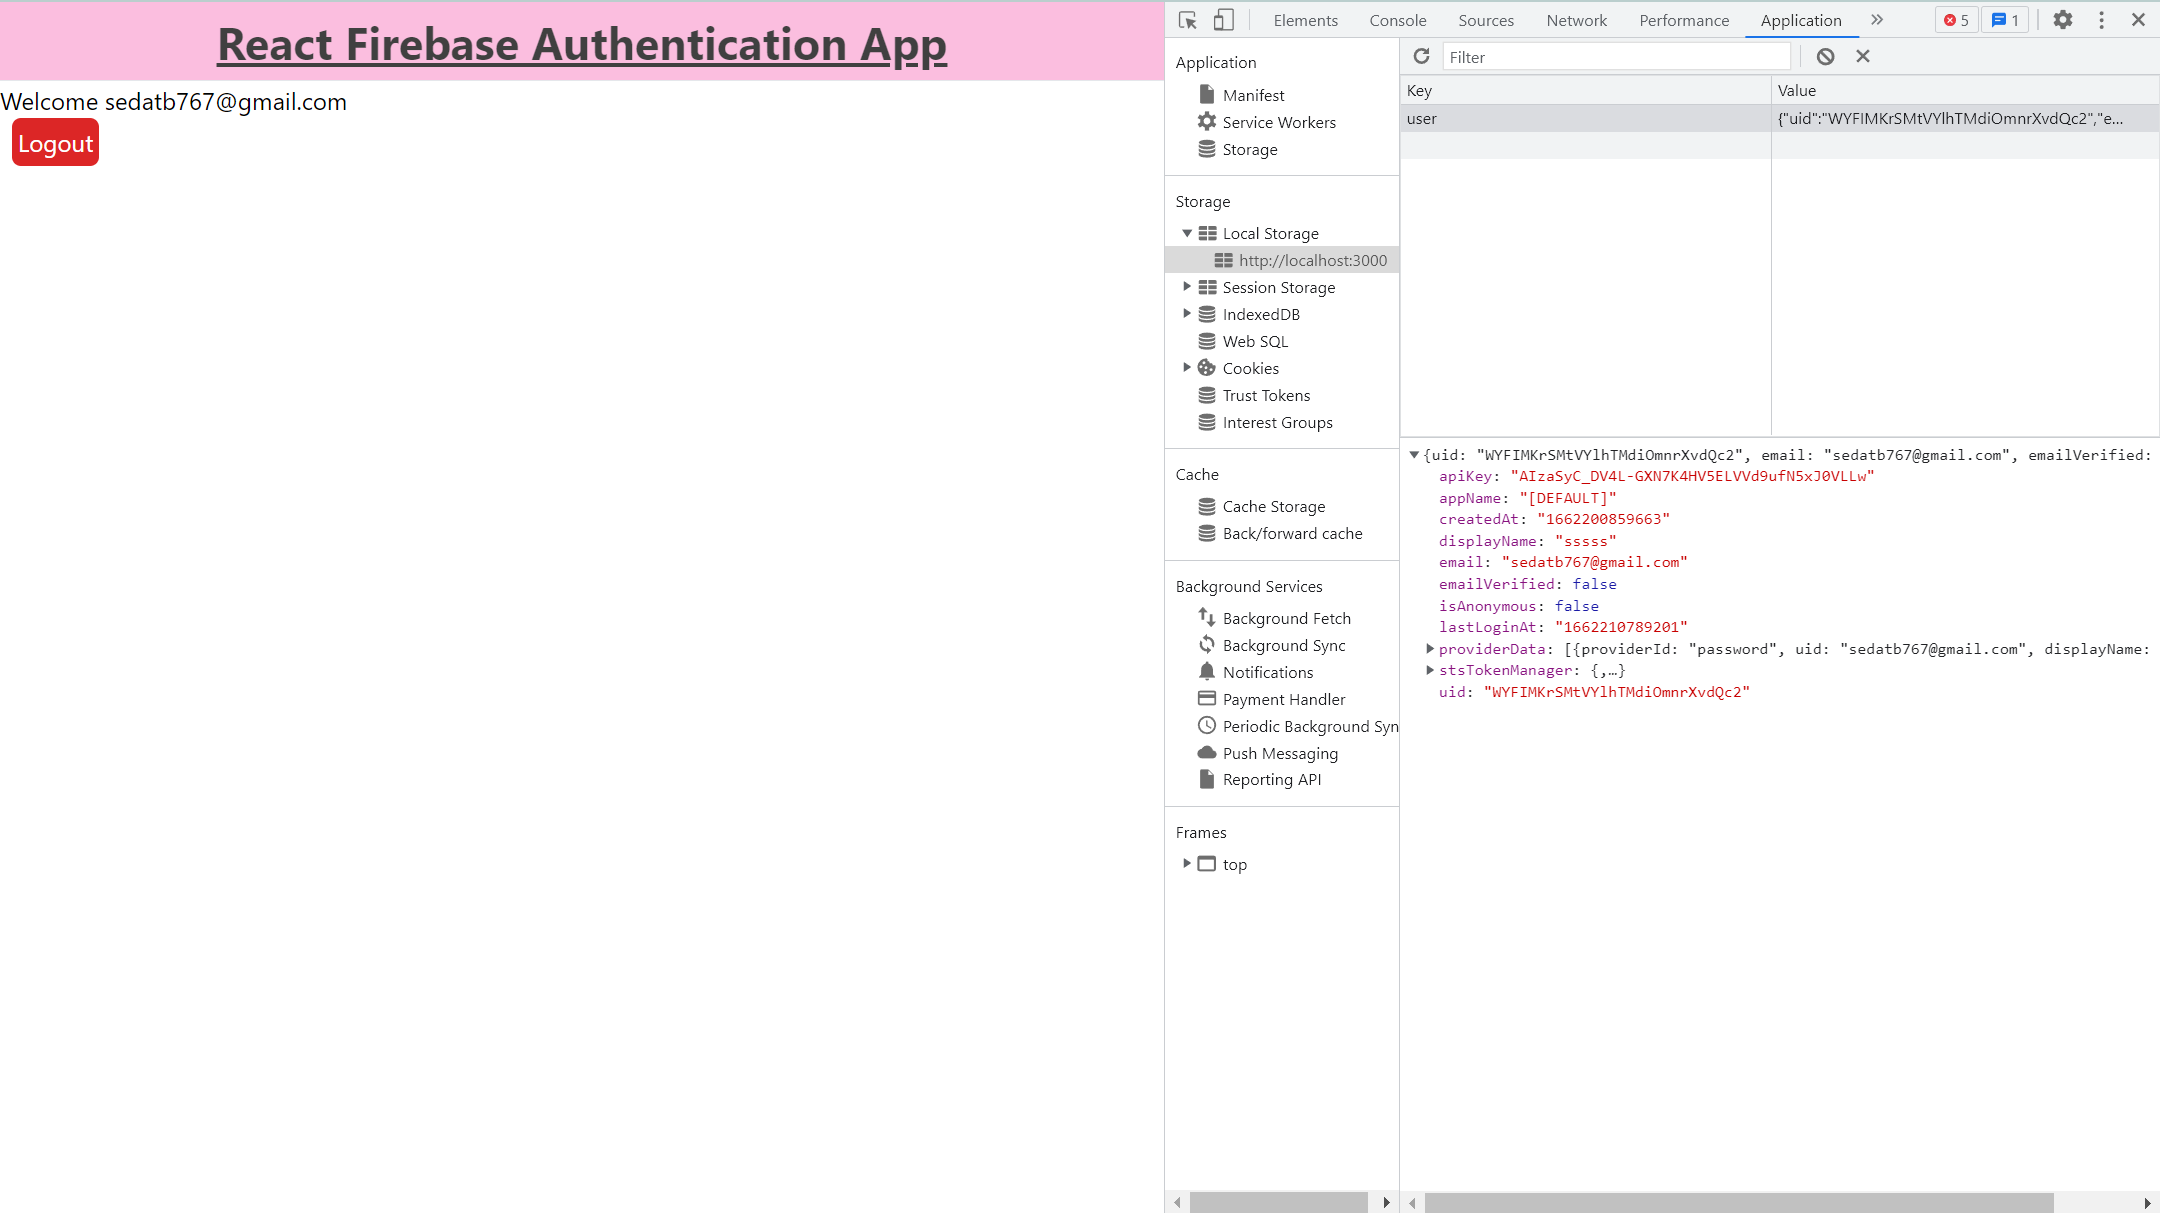 React Firebase Authentication App
Welcome sedatb767@gmail.com
Logout
Elements Console Sources Network Performance Application 5 1
Application
Manifest
Service Workers
Storage
Storage
Local Storage
http://localhost:3000
Session Storage
IndexedDB
Web SQL
Cookies
Trust Tokens
Interest Groups
Cache
Cache Storage
Back/forward cache
Background Services
Background Fetch
Background Sync
Notifications
Payment Handler
Periodic Background Syn
Push Messaging
Reporting API
Frames
top
Filter
Key Value
user {"uid":"WYFIMKrSMtVYlhTMdiOmnrXvdQc2","e...
{uid: "WYFIMKrSMtVYlhTMdiOmnrXvdQc2", email: "sedatb767@gmail.com", emailVerified:
apiKey: "AIzaSyC_DV4L-GXN7K4HV5ELVVd9ufN5xJ0VLLw"
appName: "[DEFAULT]"
createdAt: "1662200859663"
displayName: "sssss"
email: "sedatb767@gmail.com"
emailVerified: false
isAnonymous: false
lastLoginAt: "1662210789201"
providerData: [{providerId: "password", uid: "sedatb767@gmail.com", displayName:
stsTokenManager: {,…}
uid: "WYFIMKrSMtVYlhTMdiOmnrXvdQc2"